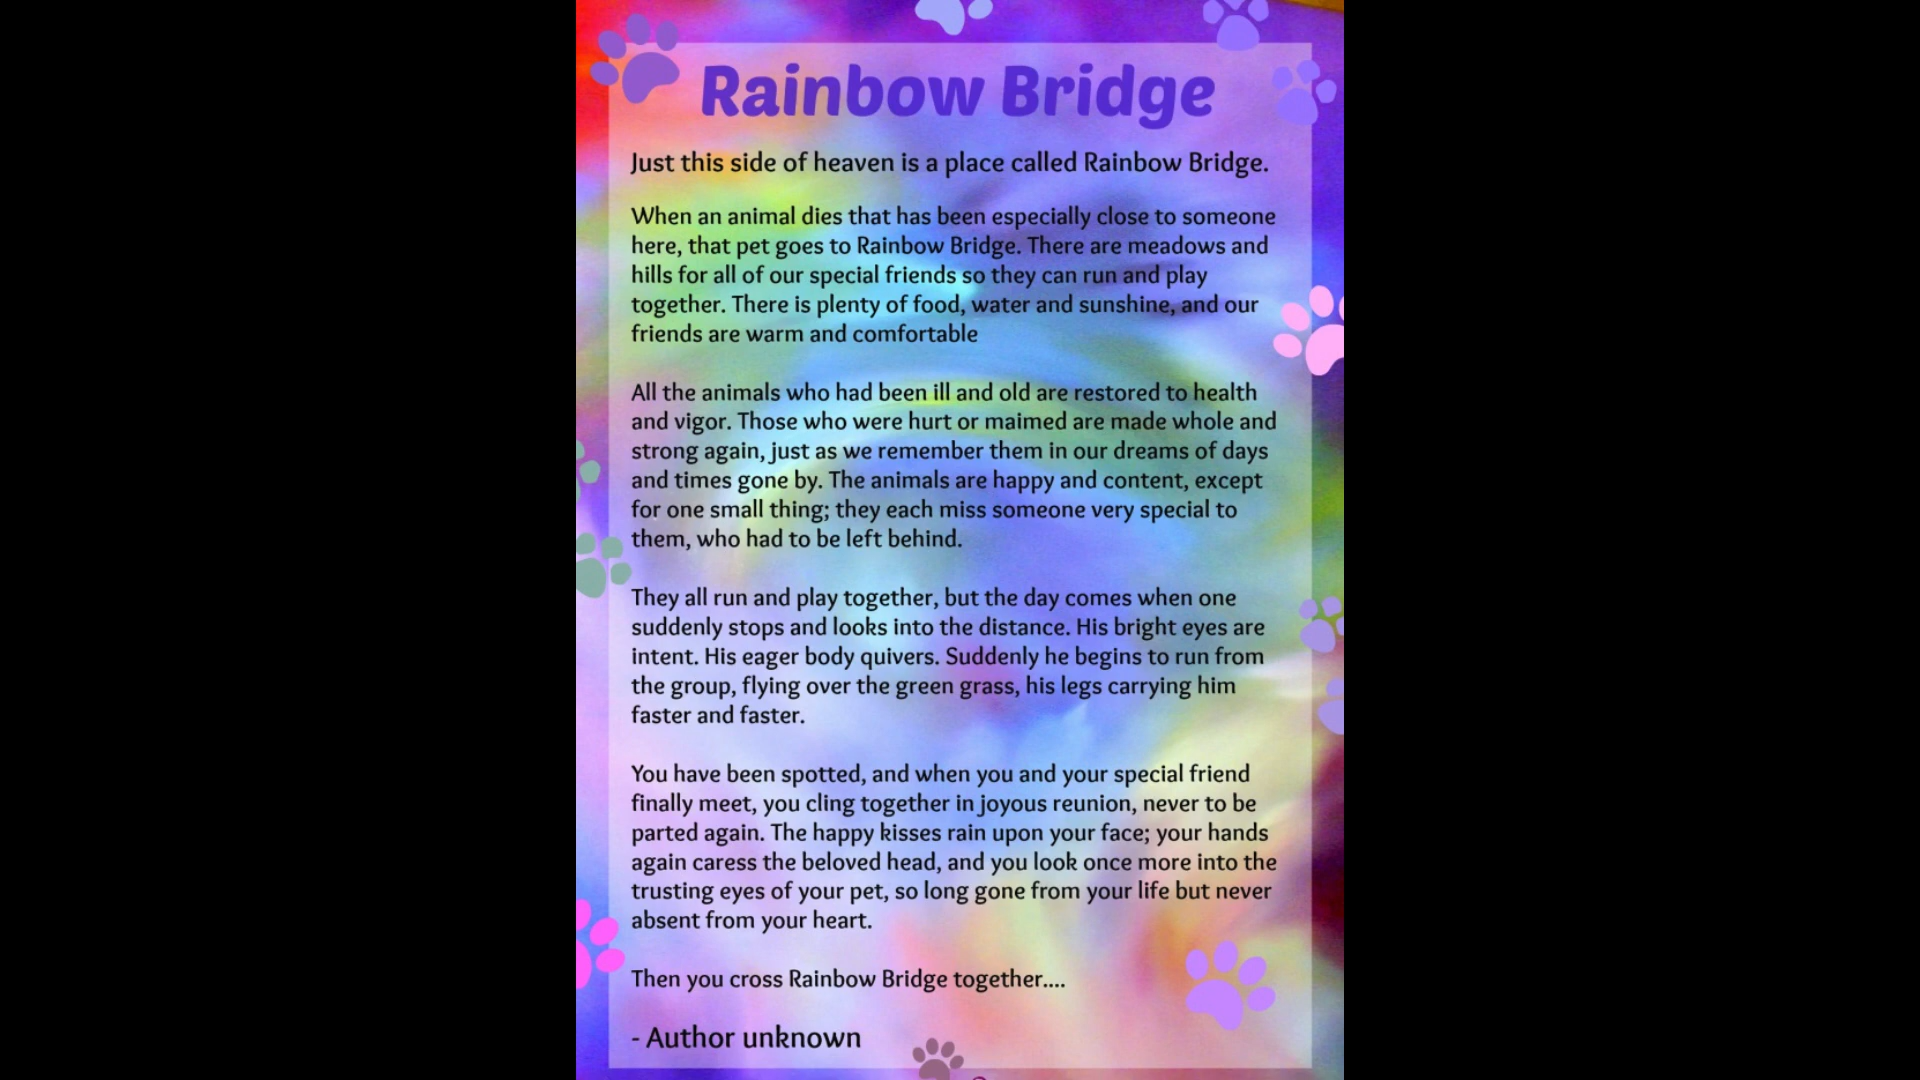 Rainbow Bridge
Just this side of heaven is a place called Rainbow Bridge.
When an animal dies that has been especially close to someone
here, that pet goes to Rainbow Bridge. There are meadows and
hills for all of our special friends so they can run and play
together. There is plenty of food, water and sunshine, and our
friends are warm and comfortable
All the animals who had been ill and old are restored to health
and vigor. Those who were hurt or maimed are made whole and
strong again, just as we remember them in our dreams of days
and times gone by. The animals are happy and content, except
for one small thing; they each miss someone very special to
them, who had to be left behind.
They all run and play together, but the day comes when one
suddenly stops and looks into the distance. His bright eyes are
intent. His eager body quivers. Suddenly he begins to run from
the group, flying over the green grass, his legs carrying him
faster and faster.
You have been spotted, and when you and your special friend
finally meet, you cling together in joyous reunion, never to be
parted again. The happy kisses rain upon your face; your hands
again caress the beloved head, and you look once more into the
trusting eyes of your pet, so long gone from your life but never
absent from your heart.
Then you cross Rainbow Bridge together....
- Author unknown